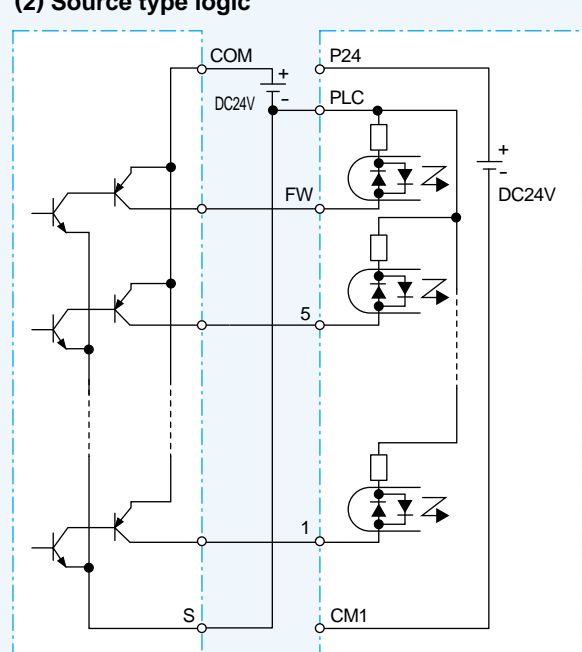 (2) Source type logic
COM
P24
+
DC24V
-
PLC
+
-
DC24V
FW
5
1
S
CM1